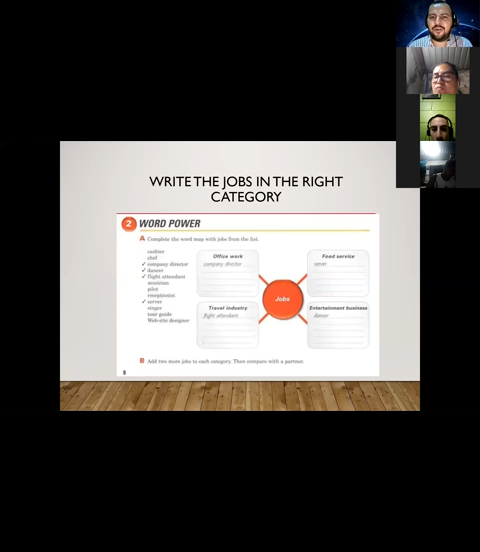 WRITE THE JOBS IN THE RIGHT
CATEGORY
2 WORD POWER
A Complete the word map with jobs from the list.
cashier
chef
✓ company director
✓ dancer
✓ flight attendant
musician
pilot
receptionist
✓ server
singer
tour guide
Web-site designer
Office work
company director
Food service
server
Jobs
Travel industry
flight attendant
Entertainment business
dancer
B Add two more jobs to each category. Then compare with a partner.
8